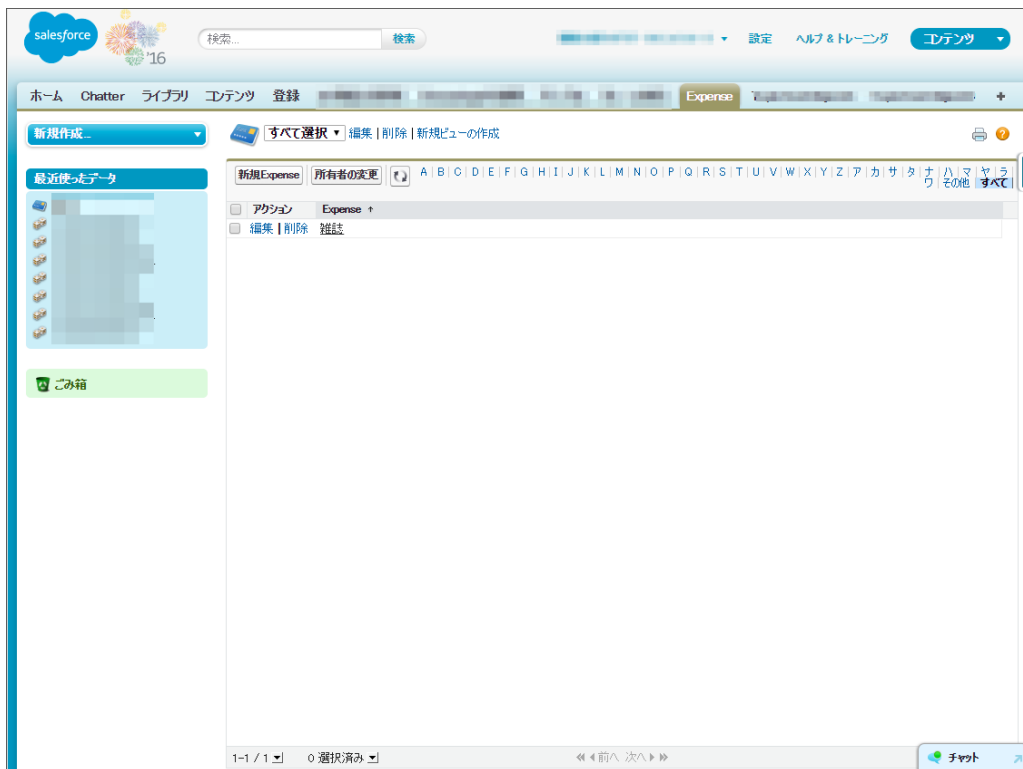 salesforce
'16
検索...
検索
設定
ヘルプ & トレーニング
コンテンツ
ホーム Chatter ライブラリ コンテンツ 登録 Expense +
新規作成...
すべて選択 編集 | 削除 | 新規ビューの作成
最近使ったデータ
新規Expense 所有者の変更 A | B | C | D | E | F | G | H | I | J | K | L | M | N | O | P | Q | R | S | T | U | V | W | X | Y | Z | ア | カ | サ | タ | ナ | ハ | マ | ヤ | ラ |
ワ | その他 すべて
アクション Expense ↑
編集 | 削除 雑誌
ごみ箱
1-1 / 1 0 選択済み 前へ 次へ
チャット